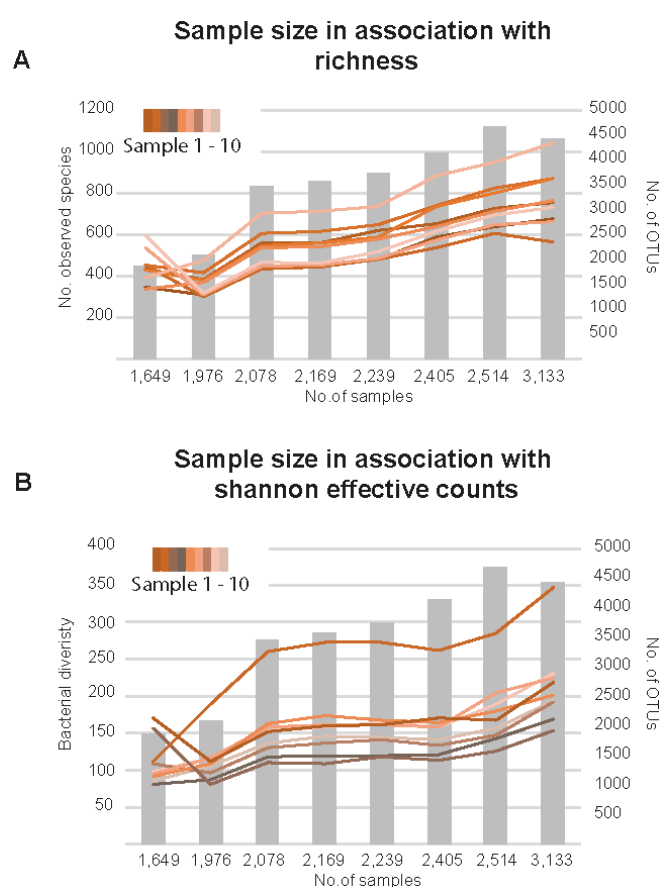 A
Sample size in association with
richness
1200
1000
800
600
400
200
No. observed species
Sample 1 - 10
5000
4500
4000
3500
3000
2500
2000
1500
1000
500
No. of OTUs
1,649 1,976 2,078 2,169 2,239 2,405 2,514 3,133
No.of samples
B
Sample size in association with
shannon effective counts
400
350
300
250
200
150
100
50
Bacterial diveristy
Sample 1 - 10
5000
4500
4000
3500
3000
2500
2000
1500
1000
500
No. of OTUs
1,649 1,976 2,078 2,169 2,239 2,405 2,514 3,133
No.of samples